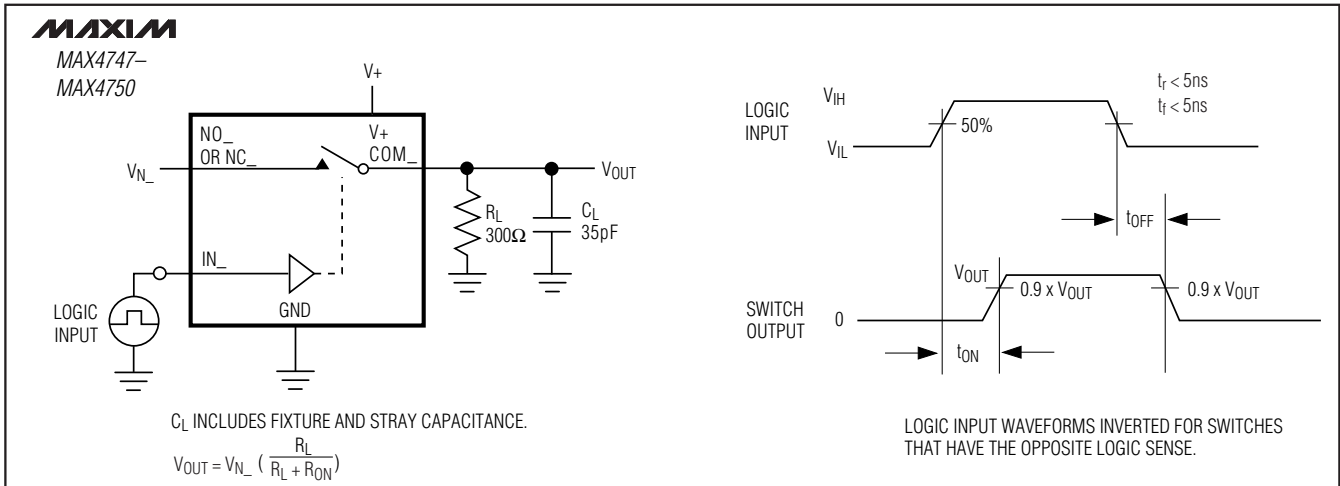 MAXIM
MAX4747–
MAX4750
V+
V+
NO_
OR NC_
COM_
V_N_
V_OUT
R_L
300Ω
C_L
35pF
IN_
GND
LOGIC
INPUT
C_L INCLUDES FIXTURE AND STRAY CAPACITANCE.
V_OUT = V_N_ ( R_L / R_L + R_ON )
LOGIC
INPUT
V_IH
V_IL
50%
t_r < 5ns
t_f < 5ns
t_OFF
V_OUT
0.9 x V_OUT
0.9 x V_OUT
SWITCH
OUTPUT
0
t_ON
LOGIC INPUT WAVEFORMS INVERTED FOR SWITCHES
THAT HAVE THE OPPOSITE LOGIC SENSE.